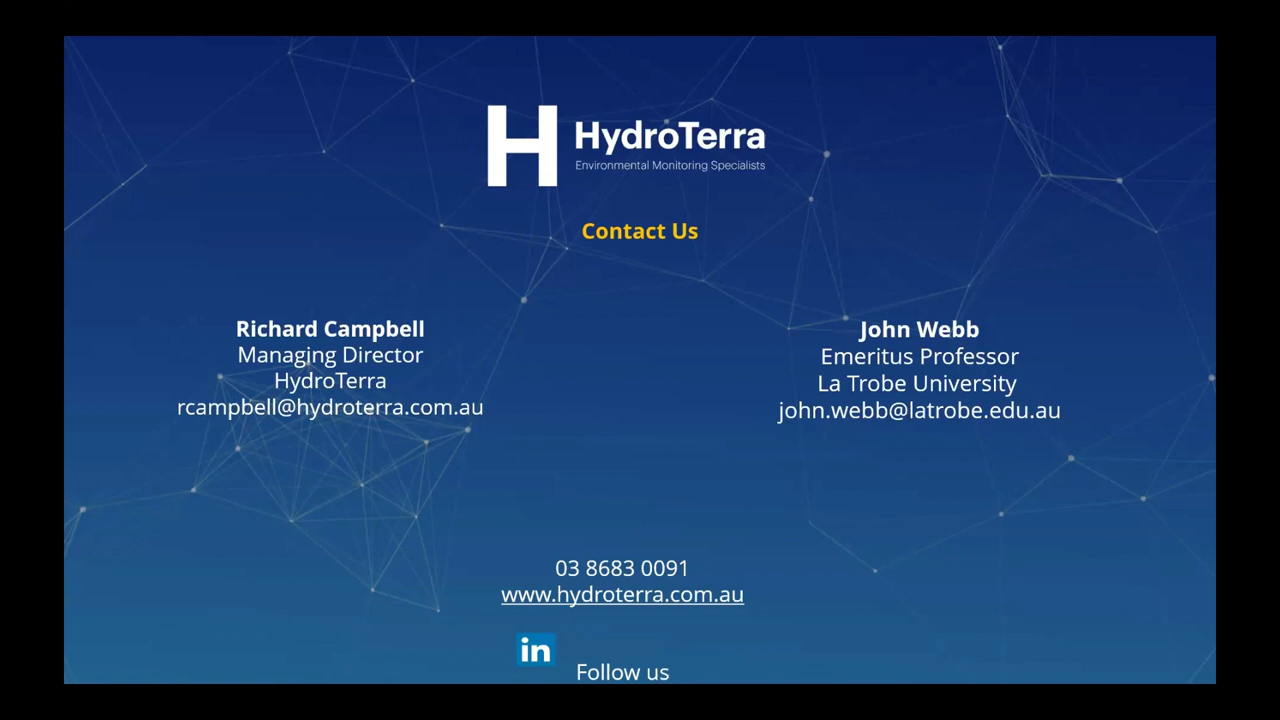 H HydroTerra
Environmental Monitoring Specialists
Contact Us
Richard Campbell
Managing Director
HydroTerra
rcampbell@hydroterra.com.au
John Webb
Emeritus Professor
La Trobe University
john.webb@latrobe.edu.au
03 8683 0091
www.hydroterra.com.au
in
Follow us